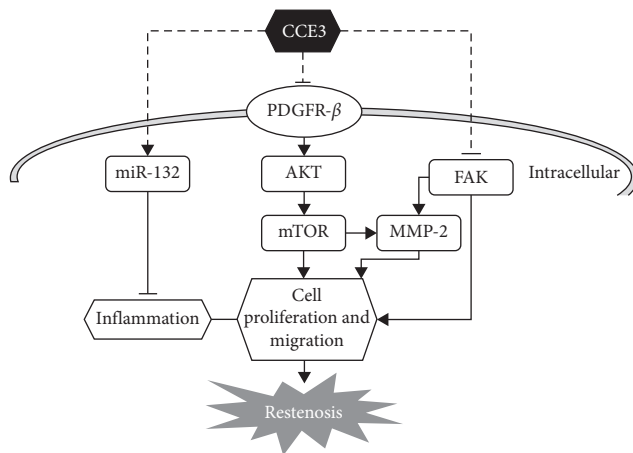 CCE3
PDGFR-β
miR-132
AKT
FAK
Intracellular
mTOR
MMP-2
Inflammation
Cell
proliferation and
migration
Restenosis